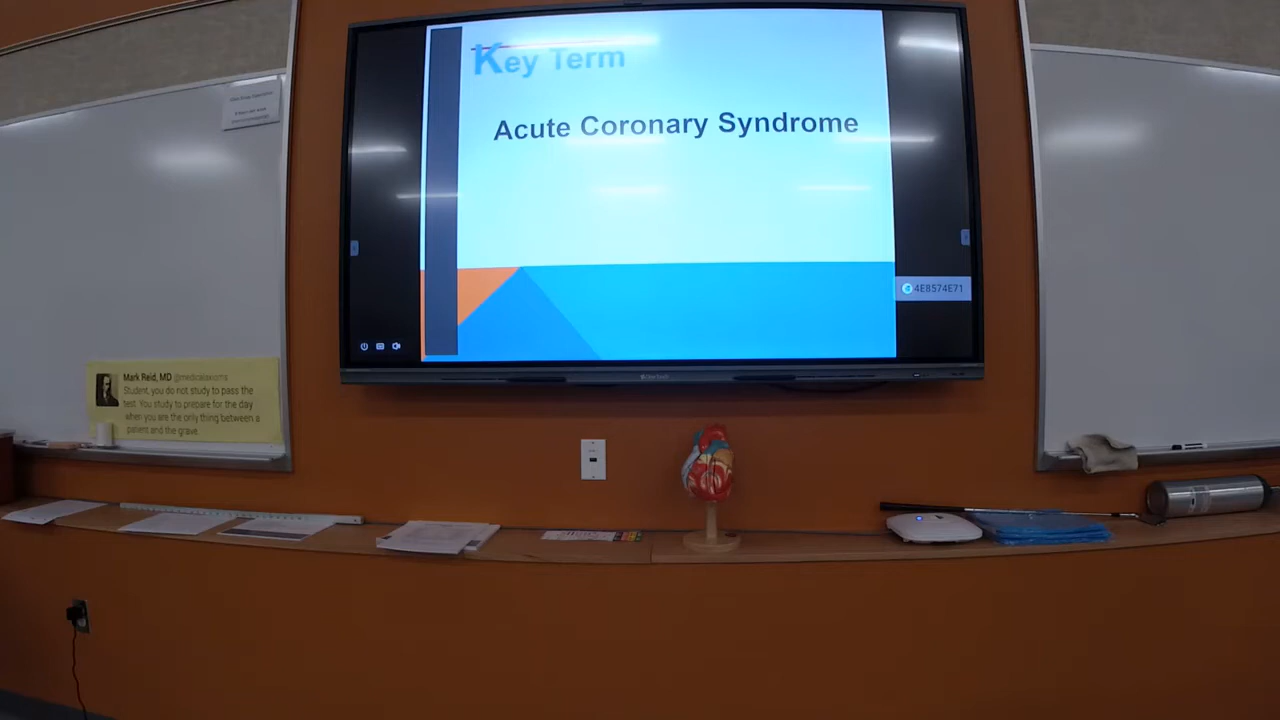 Key Term
Acute Coronary Syndrome
4E8574E71
Mark Reid, MD @medicalaxioms
Student, you do not study to pass the
test. You study to prepare for the day
when you are the only thing between a
patient and the grave.